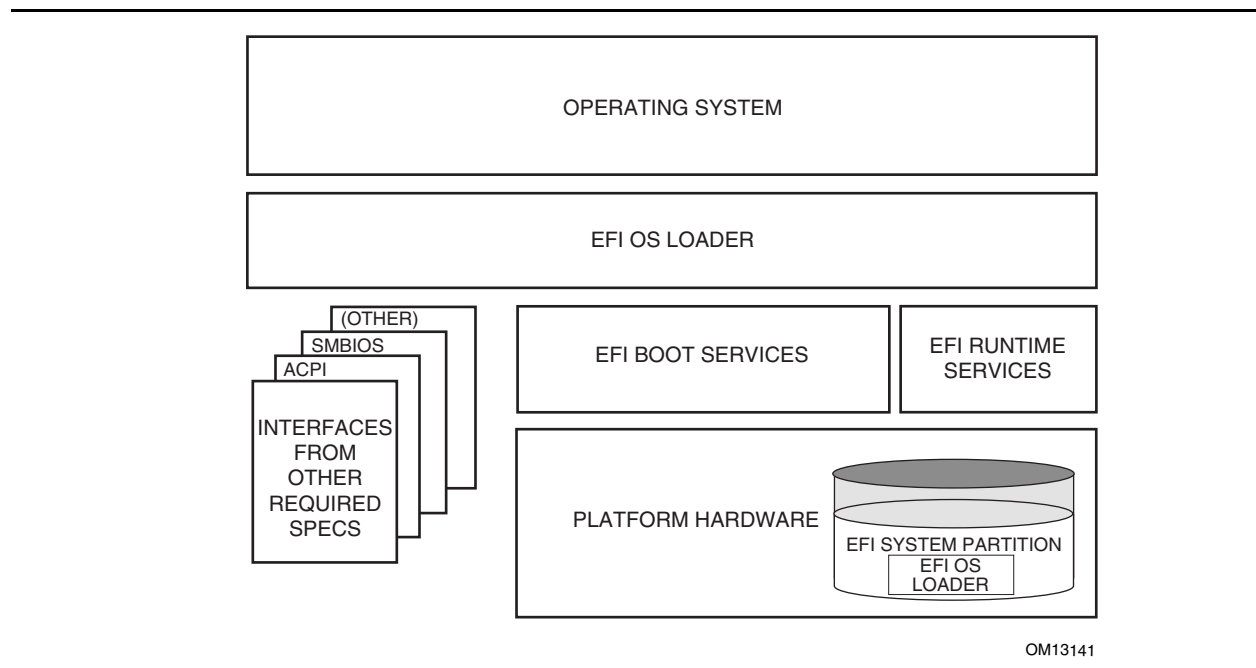 OPERATING SYSTEM
EFI OS LOADER
(OTHER)
SMBIOS
ACPI
INTERFACES
FROM
OTHER
REQUIRED
SPECS
EFI BOOT SERVICES
EFI RUNTIME
SERVICES
PLATFORM HARDWARE
EFI SYSTEM PARTITION
EFI OS
LOADER
OM13141